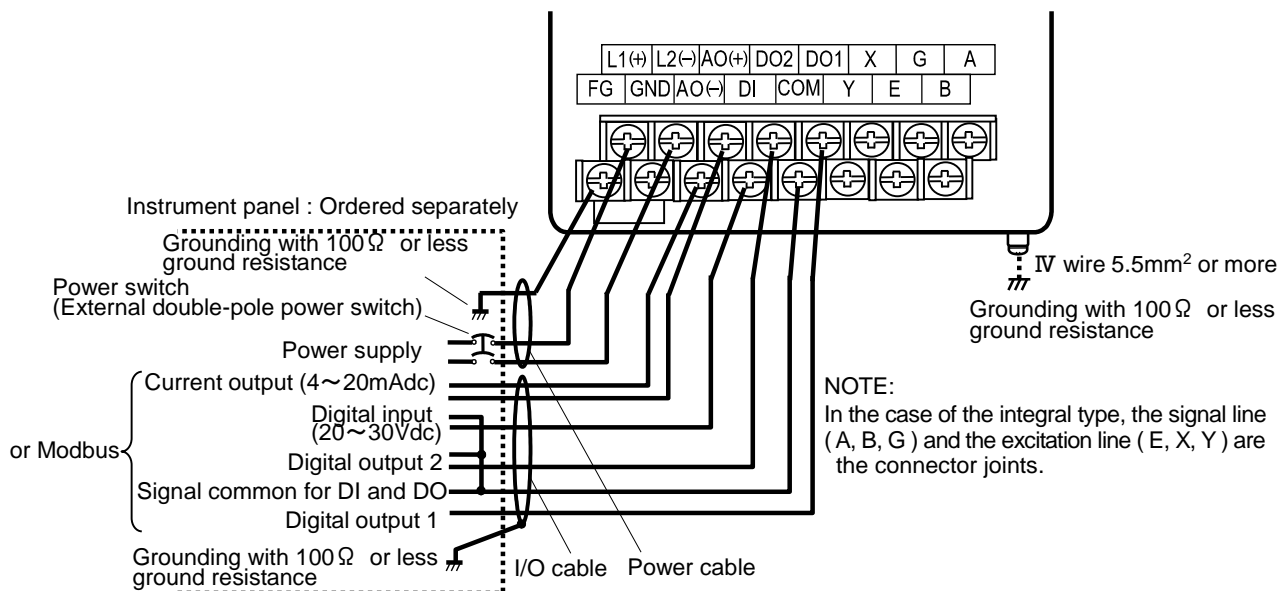 L1(+) L2(−) AO(+) DO2 DO1 X G A
FG GND AO(−) DI COM Y E B
Instrument panel : Ordered separately
Grounding with 100Ω or less
ground resistance
Power switch
(External double-pole power switch)
Power supply
Current output (4～20mAdc)
Digital input
(20～30Vdc)
or Modbus
Digital output 2
Signal common for DI and DO
Digital output 1
Grounding with 100Ω or less
ground resistance
I/O cable
Power cable
IV wire 5.5mm² or more
Grounding with 100Ω or less
ground resistance
NOTE:
In the case of the integral type, the signal line
( A, B, G ) and the excitation line ( E, X, Y ) are
the connector joints.